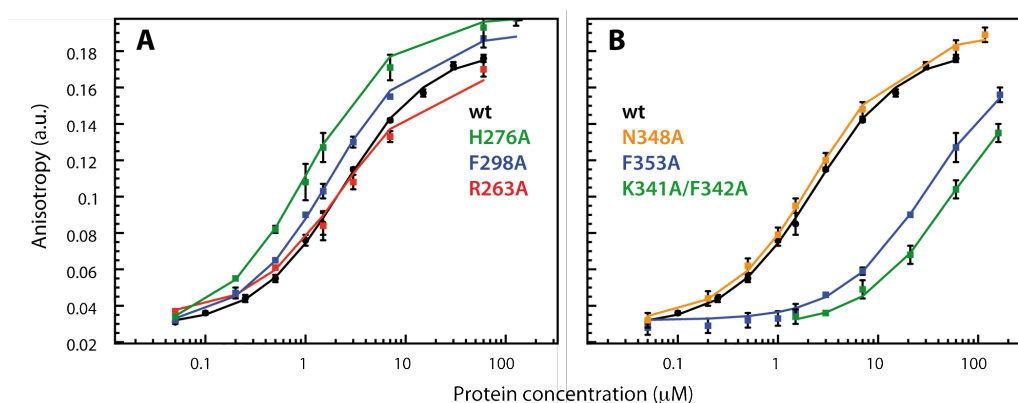 A
B
0.18
0.16
0.14
0.12
0.1
0.08
0.06
0.04
0.02
Anisotropy (a.u.)
wt
H276A
F298A
R263A
wt
N348A
F353A
K341A/F342A
0.1 1 10 100
0.1 1 10 100
Protein concentration (µM)